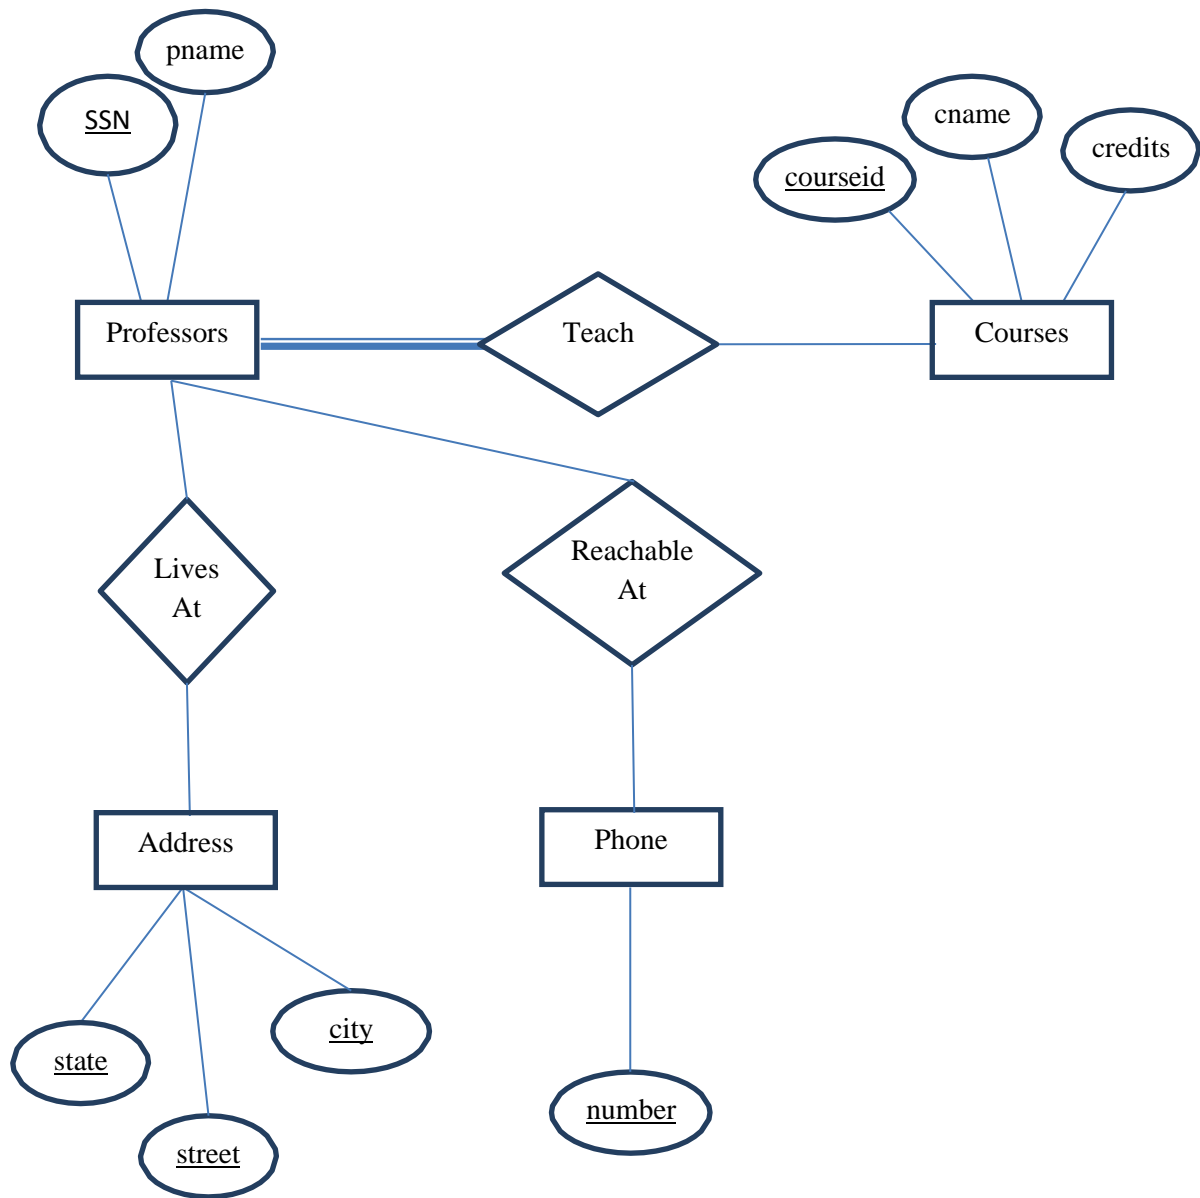 pname
SSN
cname
credits
courseid
Professors
Teach
Courses
Reachable
At
Lives
At
Address
Phone
city
state
street
number